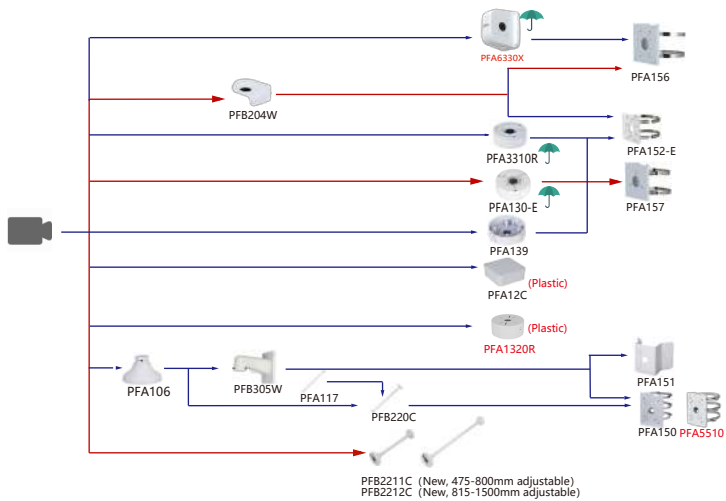 PFA6330X
PFA156
PFB204W
PFA3310R
PFA152-E
PFA130-E
PFA157
PFA139
PFA12C
(Plastic)
(Plastic)
PFA1320R
PFA106
PFB305W
PFA117
PFB220C
PFA151
PFA150 PFA5510
PFB2211C (New, 475-800mm adjustable)
PFB2212C (New, 815-1500mm adjustable)